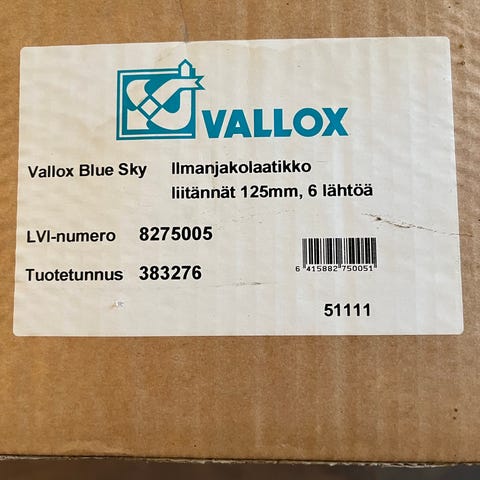 VALLOX
Vallox Blue Sky Ilmanjakolaatikko
liitännät 125mm, 6 lähtöä
LVI-numero 8275005
Tuotetunnus 383276
6 415882 750051
51111